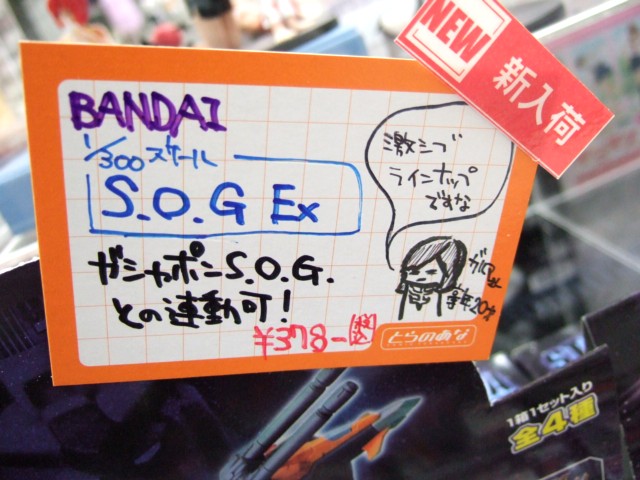 NEW
新入荷
BANDAI
1/300スケール
S.O.G Ex
ガシャポンS.O.G.
との連動可!
¥378-税込
激シブ
ラインナップ
ですな
とらのあな
1箱1セット入り
全4種